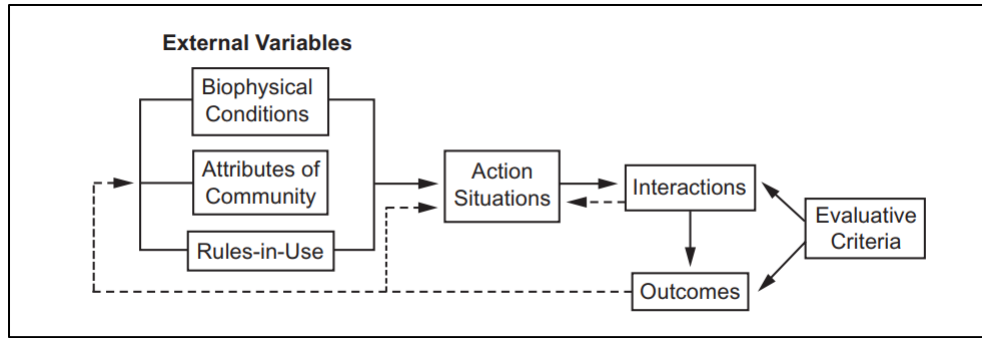 External Variables
Biophysical
Conditions
Attributes of
Community
Rules-in-Use
Action
Situations
Interactions
Outcomes
Evaluative
Criteria